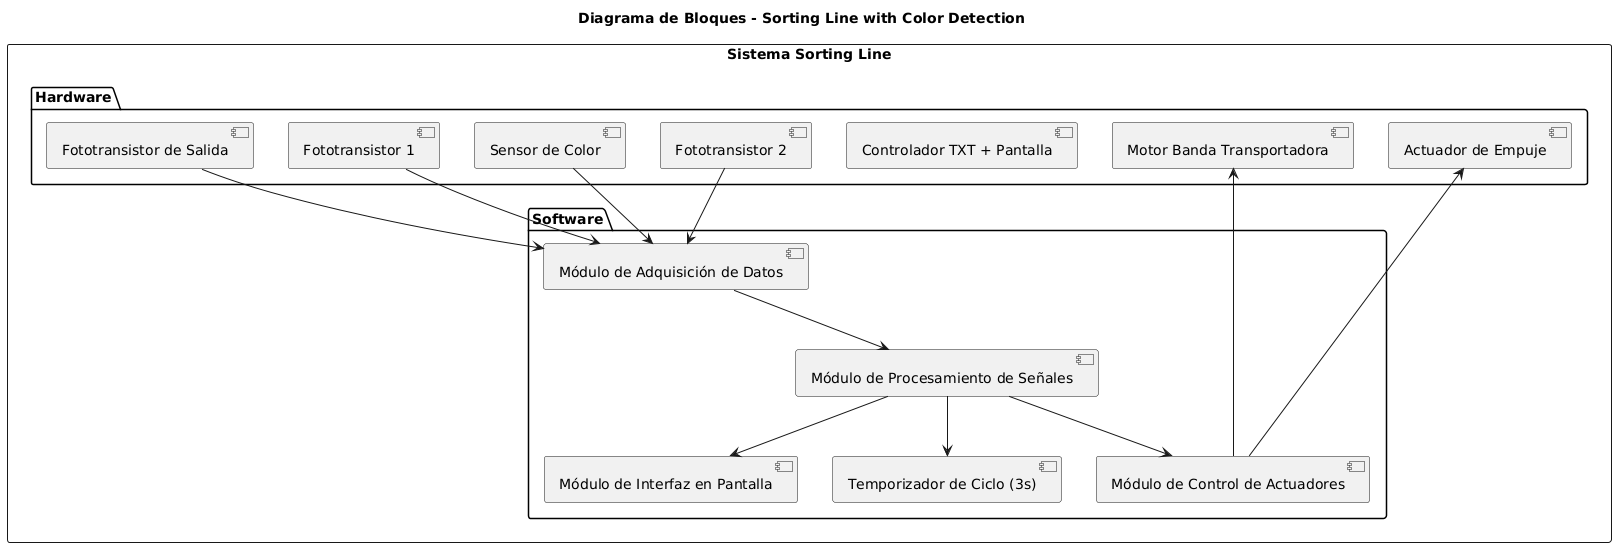 Diagrama de Bloques - Sorting Line with Color Detection
Sistema Sorting Line
Hardware
Fototransistor de Salida
Fototransistor 1
Sensor de Color
Fototransistor 2
Controlador TXT + Pantalla
Motor Banda Transportadora
Actuador de Empuje
Software
Módulo de Adquisición de Datos
Módulo de Procesamiento de Señales
Módulo de Interfaz en Pantalla
Temporizador de Ciclo (3s)
Módulo de Control de Actuadores